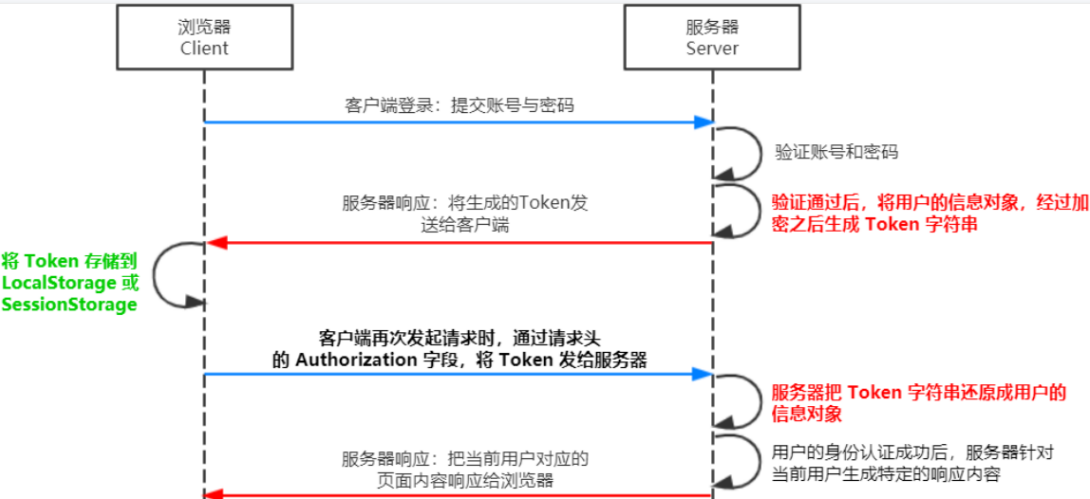 浏览器
Client
服务器
Server
客户端登录：提交账号与密码
验证账号和密码
服务器响应：将生成的Token发
送给客户端
验证通过后，将用户的信息对象，经过加
密之后生成 Token 字符串
将 Token 存储到
LocalStorage 或
SessionStorage
客户端再次发起请求时，通过请求头
的 Authorization 字段，将 Token 发给服务器
服务器把 Token 字符串还原成用户的
信息对象
用户的身份认证成功后，服务器针对
当前用户生成特定的响应内容
服务器响应：把当前用户对应的
页面内容响应给浏览器